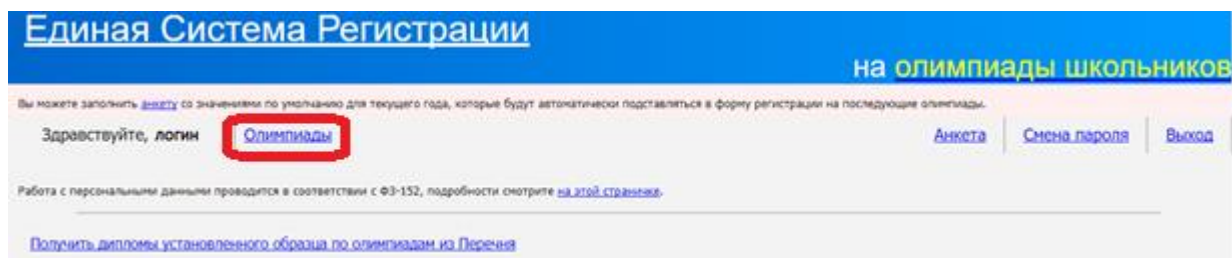 Единая Система Регистрации
на олимпиады школьников
Вы можете заполнить анкету со значениями по умолчанию для текущего года, которые будут автоматически подставляться в форму регистрации на последующие олимпиады.
Здравствуйте, логин Олимпиады Анкета Смена пароля Выход
Работа с персональными данными проводится в соответствии с ФЗ-152, подробности смотрите на этой страничке.
Получить дипломы установленного образца по олимпиадам из Перечня